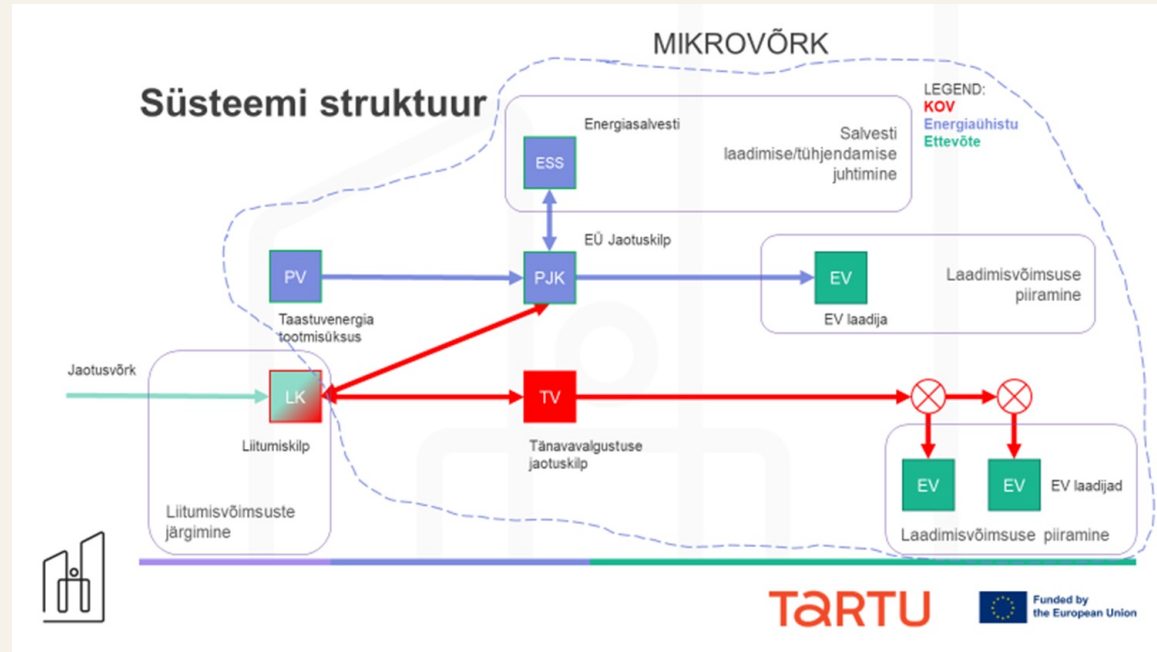 MIKROVÕRK
Süsteemi struktuur
LEGEND:
KOV
Energiaühistu
Ettevõte
Energiasalvesti
ESS
Salvesti
laadimise/tühjendamise
juhtimine
EÜ Jaotuskilp
PV
PJK
EV
Laadimisvõimsuse
piiramine
Taastuvenergia
tootmisüksus
EV laadija
Jaotusvõrk
LK
TV
Liitumiskilp
Tänavavalgustuse
jaotuskilp
EV
EV
EV laadijad
Liitumisvõimsuste
järgimine
Laadimisvõimsuse piiramine
TaRTU
Funded by
the European Union